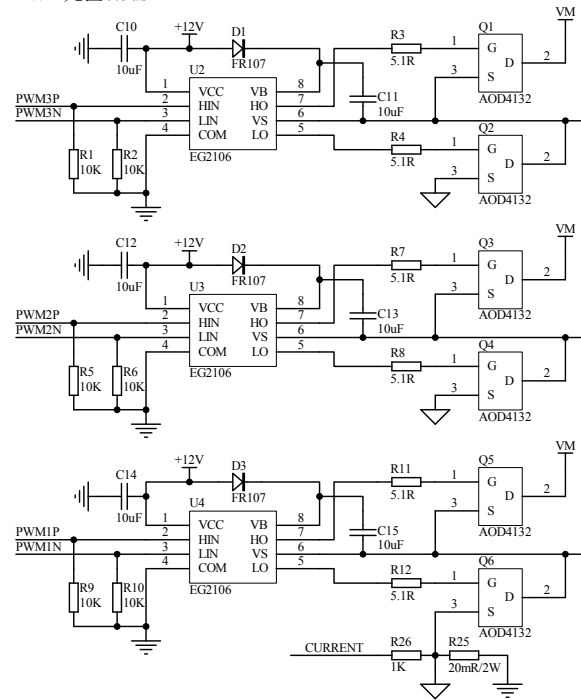 VM
C10
+12V
D1
Q1
R3
1
G
D
2
10uF
FR107
5.1R
3
S
U2
1
VCC
VB
8
C11
10uF
AOD4132
PWM3P
2
HIN
HO
7
PWM3N
3
LIN
VS
6
4
COM
LO
5
R4
Q2
1
G
D
2
R1
10K
R2
10K
5.1R
3
S
EG2106
AOD4132
VM
C12
+12V
D2
Q3
R7
1
G
D
2
10uF
FR107
5.1R
3
S
U3
1
VCC
VB
8
C13
10uF
AOD4132
PWM2P
2
HIN
HO
7
PWM2N
3
LIN
VS
6
4
COM
LO
5
R8
Q4
1
G
D
2
R5
10K
R6
10K
5.1R
3
S
EG2106
AOD4132
VM
C14
+12V
D3
Q5
R11
1
G
D
2
10uF
FR107
5.1R
3
S
U4
1
VCC
VB
8
C15
10uF
AOD4132
PWM1P
2
HIN
HO
7
PWM1N
3
LIN
VS
6
4
COM
LO
5
R12
Q6
1
G
D
2
R9
10K
R10
10K
5.1R
3
S
EG2106
AOD4132
CURRENT
R26
1K
R25
20mR/2W